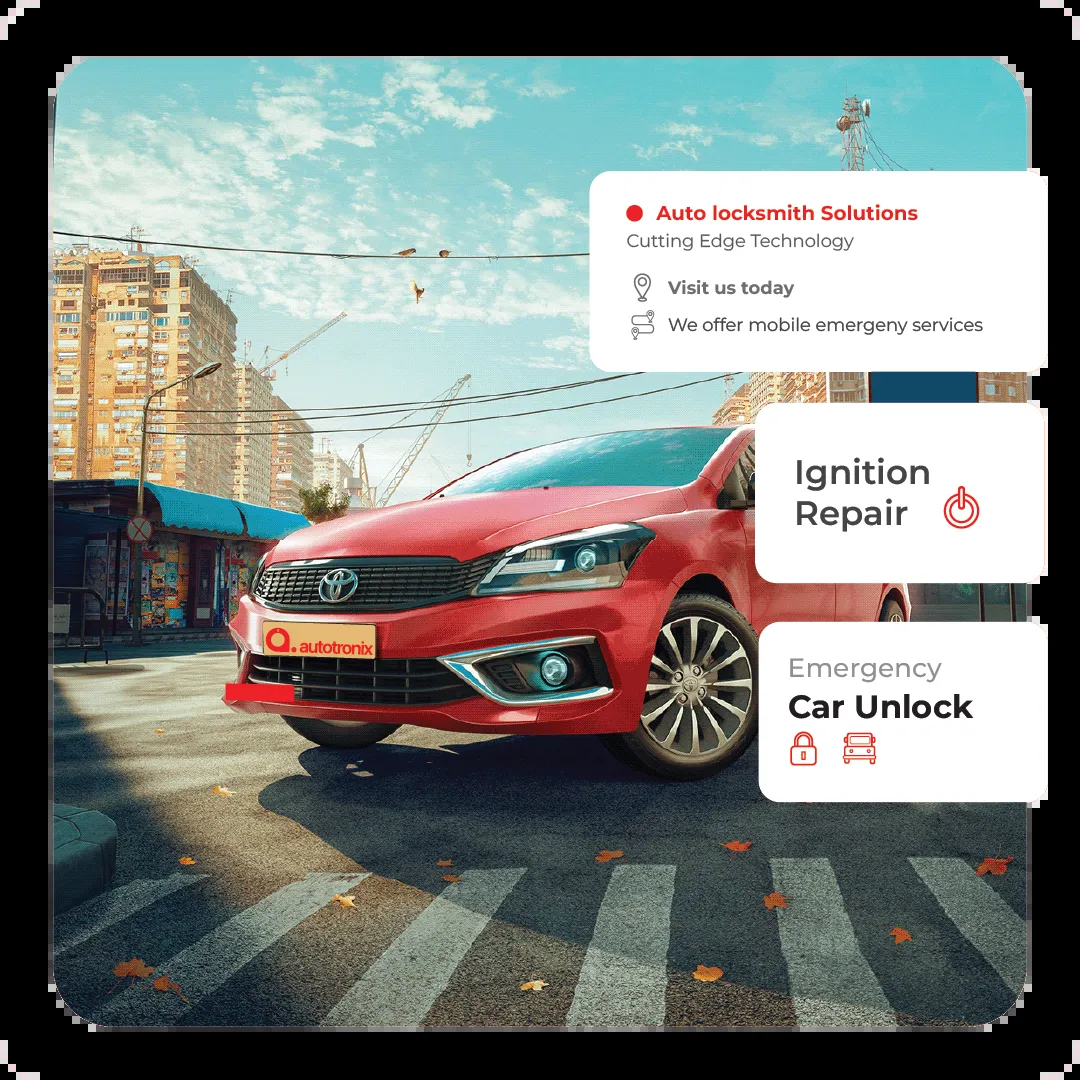 Auto locksmith Solutions
Cutting Edge Technology
Visit us today
We offer mobile emergeny services
Ignition
Repair
a. autotronix
Emergency
Car Unlock